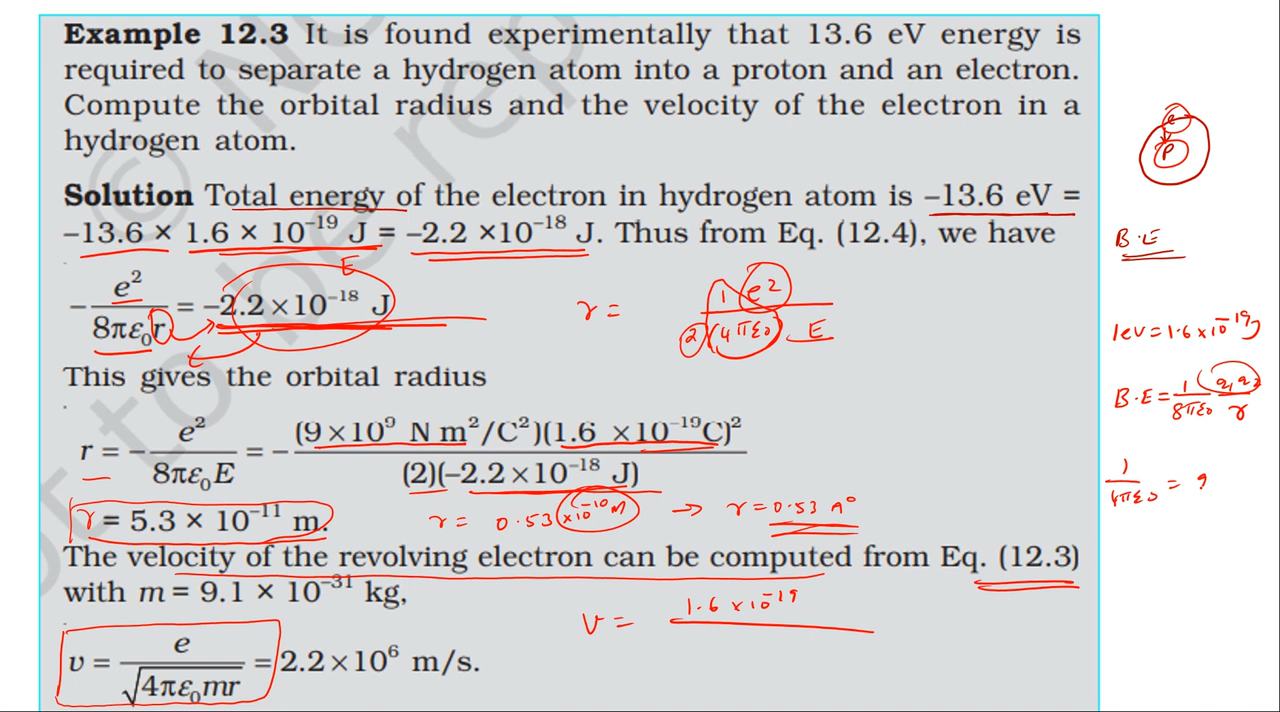 Example 12.3 It is found experimentally that 13.6 eV energy is
required to separate a hydrogen atom into a proton and an electron.
Compute the orbital radius and the velocity of the electron in a
hydrogen atom.
Solution Total energy of the electron in hydrogen atom is –13.6 eV =
–13.6 × 1.6 × 10⁻¹⁹ J = –2.2 ×10⁻¹⁸ J. Thus from Eq. (12.4), we have
E
−e²/8πε₀r = −2.2×10⁻¹⁸ J
r = 1 e2 / 2 (4πε₀) E
This gives the orbital radius
r = −e²/8πε₀E = −(9×10⁹ N m²/C²)(1.6 ×10⁻¹⁹C)²/(2)(−2.2×10⁻¹⁸ J)
r = 5.3 × 10⁻¹¹ m.
r = 0.53 ×10⁻¹⁰ m → r = 0.53 A°
The velocity of the revolving electron can be computed from Eq. (12.3)
with m = 9.1 × 10⁻³¹ kg,
v = e/√4πε₀mr = 2.2×10⁶ m/s.
V = 1.6 × 10⁻¹⁹
e
P
B.E
1eV = 1.6 × 10⁻¹⁹ J
B.E = 1/8πε₀ q₁q₂/r
1/4πε₀ = 9
© N
to be rep